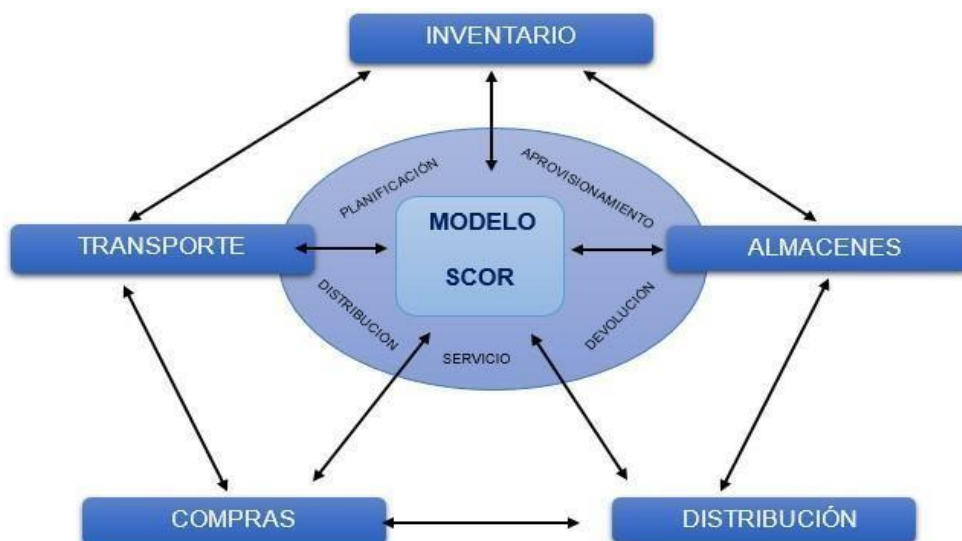 INVENTARIO
PLANIFICACIÓN
APROVISIONAMIENTO
MODELO
SCOR
TRANSPORTE
ALMACENES
DISTRIBUCIÓN
SERVICIO
DEVOLUCIÓN
COMPRAS
DISTRIBUCIÓN